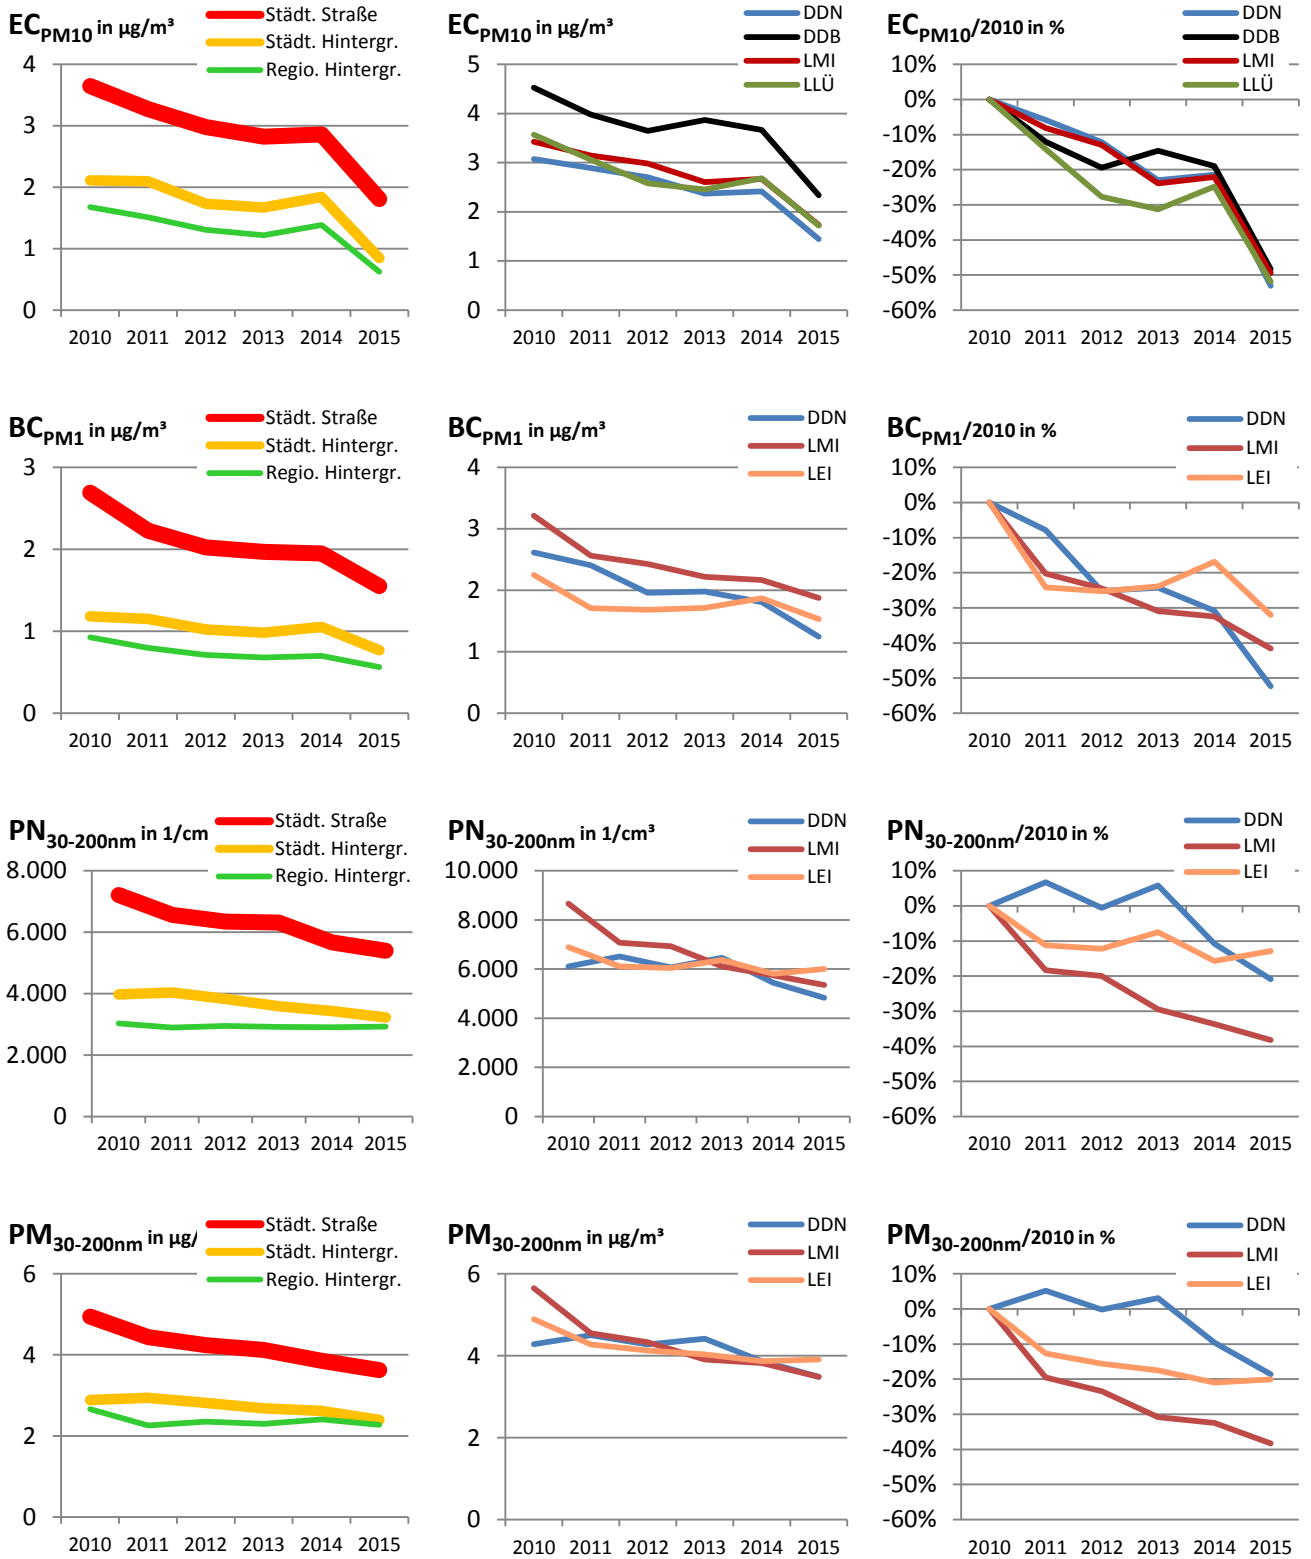 EC PM10 in µg/m³
Städt. Straße
Städt. Hintergr.
Regio. Hintergr.
4
3
2
1
0
2010 2011 2012 2013 2014 2015
EC PM10 in µg/m³
DDN
DDB
LMI
LLÜ
5
4
3
2
1
0
2010 2011 2012 2013 2014 2015
EC PM10/2010 in %
DDN
DDB
LMI
LLÜ
10%
0%
-10%
-20%
-30%
-40%
-50%
-60%
2010 2011 2012 2013 2014 2015
BC PM1 in µg/m³
Städt. Straße
Städt. Hintergr.
Regio. Hintergr.
3
2
1
0
2010 2011 2012 2013 2014 2015
BC PM1 in µg/m³
DDN
LMI
LEI
4
3
2
1
0
2010 2011 2012 2013 2014 2015
BC PM1/2010 in %
DDN
LMI
LEI
10%
0%
-10%
-20%
-30%
-40%
-50%
-60%
2010 2011 2012 2013 2014 2015
PN 30-200nm in 1/cm
Städt. Straße
Städt. Hintergr.
Regio. Hintergr.
8.000
6.000
4.000
2.000
0
2010 2011 2012 2013 2014 2015
PN 30-200nm in 1/cm³
DDN
LMI
LEI
10.000
8.000
6.000
4.000
2.000
0
2010 2011 2012 2013 2014 2015
PN 30-200nm/2010 in %
DDN
LMI
LEI
10%
0%
-10%
-20%
-30%
-40%
-50%
-60%
2010 2011 2012 2013 2014 2015
PM 30-200nm in µg/
Städt. Straße
Städt. Hintergr.
Regio. Hintergr.
6
4
2
0
2010 2011 2012 2013 2014 2015
PM 30-200nm in µg/m³
DDN
LMI
LEI
6
4
2
0
2010 2011 2012 2013 2014 2015
PM 30-200nm/2010 in %
DDN
LMI
LEI
10%
0%
-10%
-20%
-30%
-40%
-50%
-60%
2010 2011 2012 2013 2014 2015